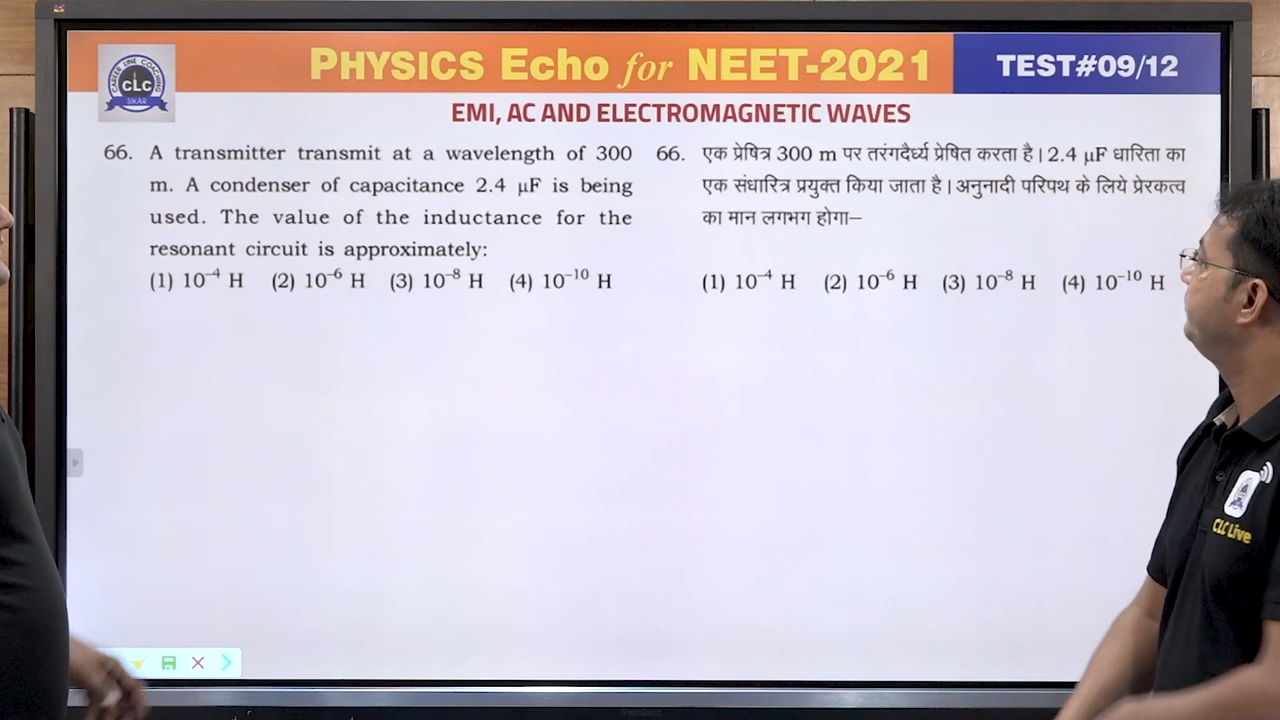 PHYSICS Echo for NEET-2021
TEST#09/12
CAREER LINE COACHING
CLC
SIKAR
EMI, AC AND ELECTROMAGNETIC WAVES
66. A transmitter transmit at a wavelength of 300
m. A condenser of capacitance 2.4 μF is being
used. The value of the inductance for the
resonant circuit is approximately:
(1) 10⁻⁴ H (2) 10⁻⁶ H (3) 10⁻⁸ H (4) 10⁻¹⁰ H
66. एक प्रेषित्र 300 m पर तरंगदैर्ध्य प्रेषित करता है। 2.4 μF धारिता का
एक संधारित्र प्रयुक्त किया जाता है। अनुनादी परिपथ के लिये प्रेरकत्व
का मान लगभग होगा–
(1) 10⁻⁴ H (2) 10⁻⁶ H (3) 10⁻⁸ H (4) 10⁻¹⁰ H
CLC Live